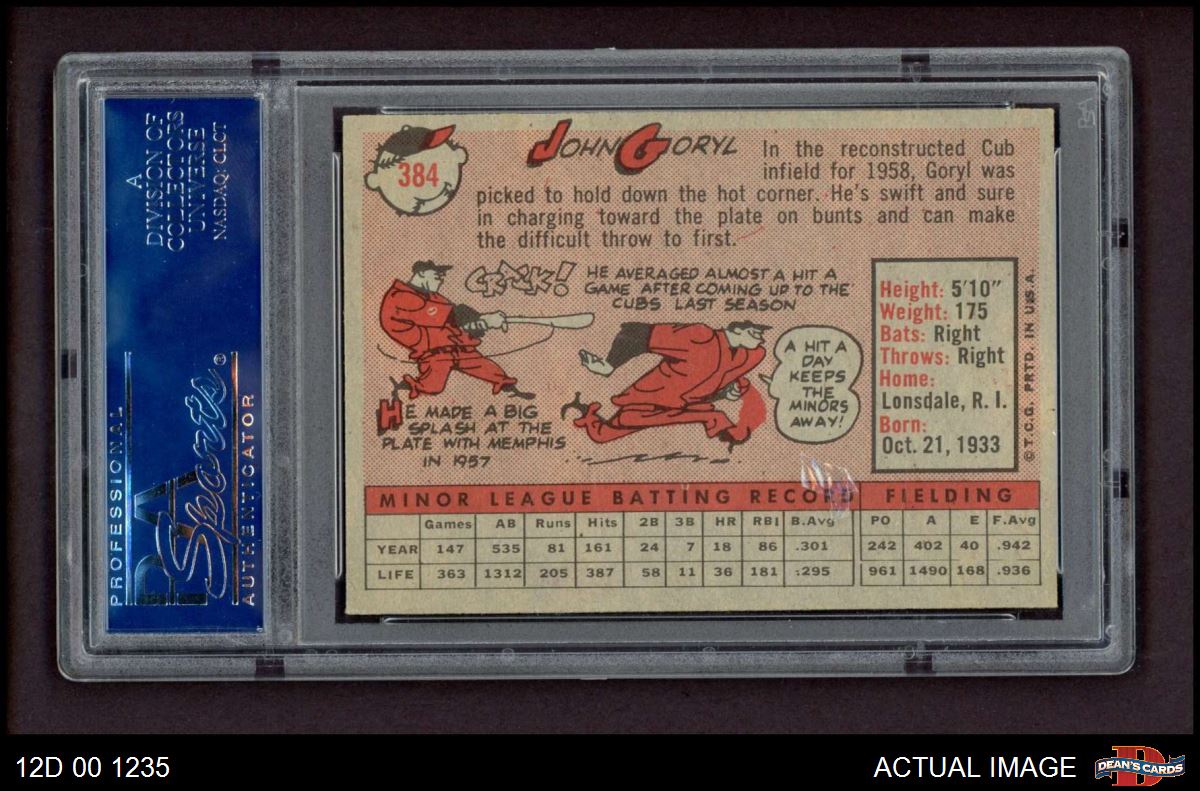 A
DIVISION OF
COLLECTORS
UNIVERSE
NASDAQ: CLCT
PROFESSIONAL
PSA
Sports®
AUTHENTICATOR
384
JOHN GORYL
In the reconstructed Cub
infield for 1958, Goryl was
picked to hold down the hot corner. He's swift and sure
in charging toward the plate on bunts and can make
the difficult throw to first.
CRACK!
HE AVERAGED ALMOST A HIT A
GAME AFTER COMING UP TO THE
CUBS LAST SEASON
HE MADE A BIG
SPLASH AT THE
PLATE WITH MEMPHIS
IN 1957
A HIT A
DAY
KEEPS
THE
MINORS
AWAY!
Height: 5'10"
Weight: 175
Bats: Right
Throws: Right
Home:
Lonsdale, R. I.
Born:
Oct. 21, 1933
© T.C.G. PRTD. IN U.S.A.
MINOR LEAGUE BATTING RECORD FIELDING
Games AB Runs Hits 2B 3B HR RBI B.Avg PO A E F.Avg
YEAR 147 535 81 161 24 7 18 86 .301 242 402 40 .942
LIFE 363 1312 205 387 58 11 36 181 .295 961 1490 168 .936
12D 00 1235
ACTUAL IMAGE
DEAN'S CARDS